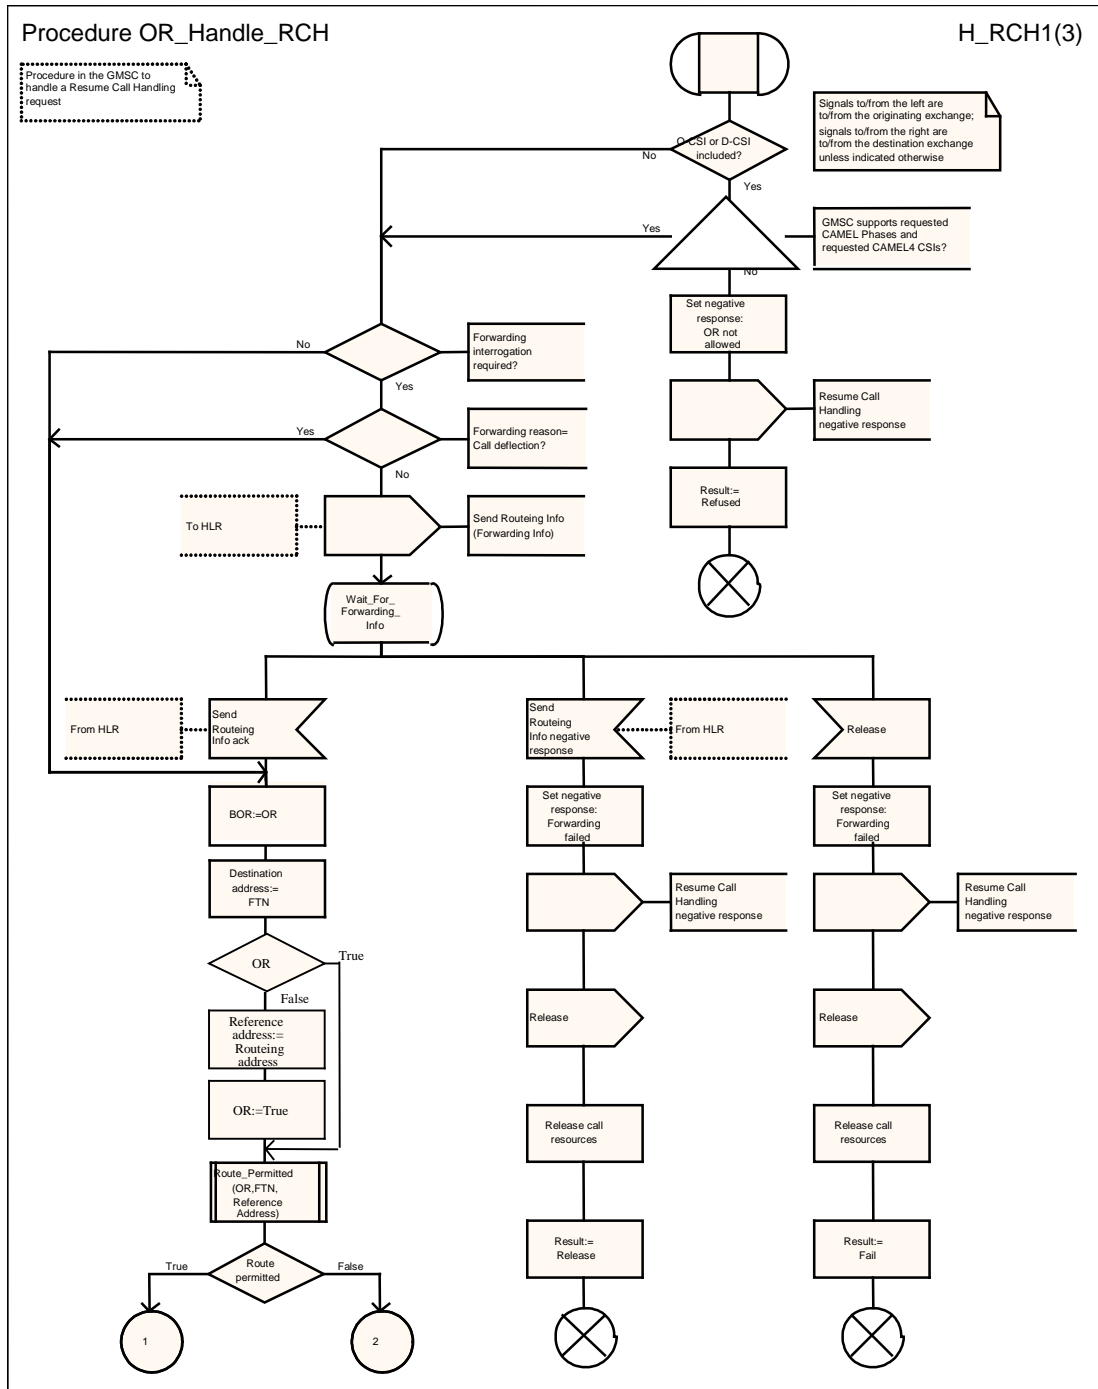 Procedure OR_Handle_RCH
H_RCH1(3)
Procedure in the GMSC to
handle a Resume Call Handling
request
Signals to/from the left are
to/from the originating exchange;
signals to/from the right are
to/from the destination exchange
unless indicated otherwise
O-CSI or D-CSI
included?
No
Yes
Yes
GMSC supports requested
CAMEL Phases and
requested CAMEL4 CSIs?
No
Set negative
response:
OR not
allowed
No
Forwarding
interrogation
required?
Yes
Resume Call
Handling
negative response
Yes
Forwarding reason=
Call deflection?
No
Result:=
Refused
To HLR
Send Routeing Info
(Forwarding Info)
Wait_For_
Forwarding_
Info
From HLR
Send
Routeing
Info ack
Send
Routeing
Info negative
response
From HLR
Release
BOR:=OR
Set negative
response:
Forwarding
failed
Set negative
response:
Forwarding
failed
Destination
address:=
FTN
Resume Call
Handling
negative response
Resume Call
Handling
negative response
OR
True
False
Reference
address:=
Routeing
address
Release
Release
OR:=True
Release call
resources
Release call
resources
Route_Permitted
(OR,FTN,
Reference
Address)
Result:=
Release
Result:=
Fail
True
Route
permitted
False
1
2